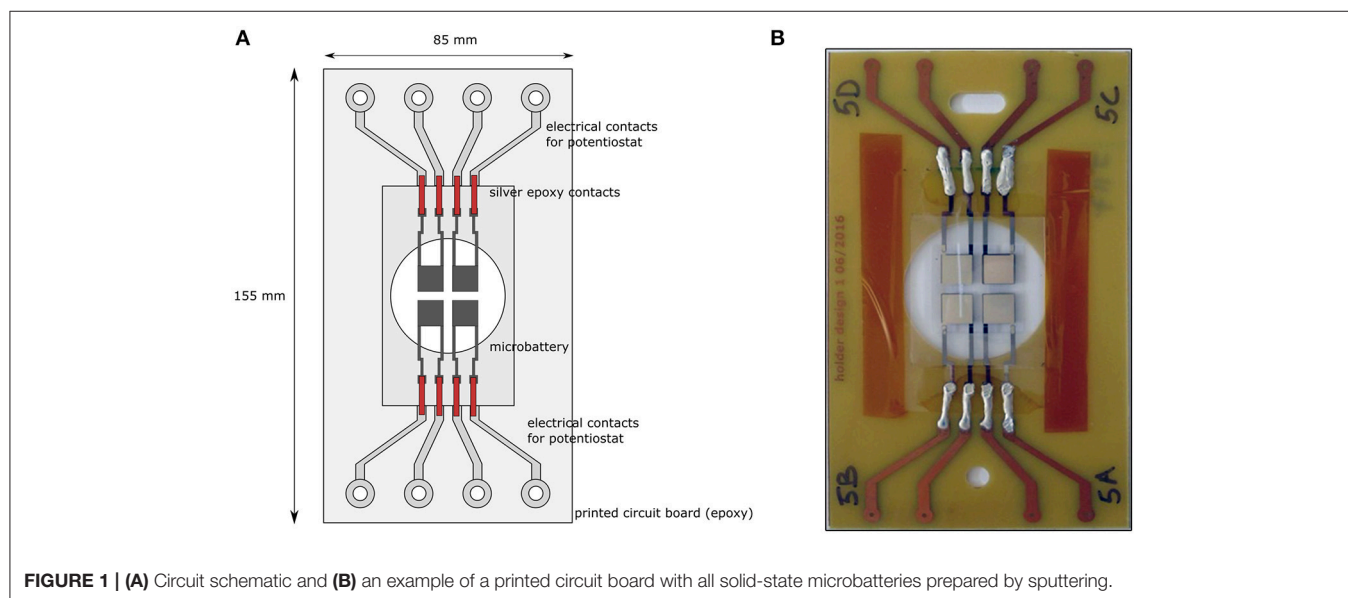 A
85 mm
155 mm
electrical contacts
for potentiostat
silver epoxy contacts
microbattery
electrical contacts
for potentiostat
printed circuit board (epoxy)
B
5D
5C
holder design 1 06/2016
5B
5A
FIGURE 1 | (A) Circuit schematic and (B) an example of a printed circuit board with all solid-state microbatteries prepared by sputtering.